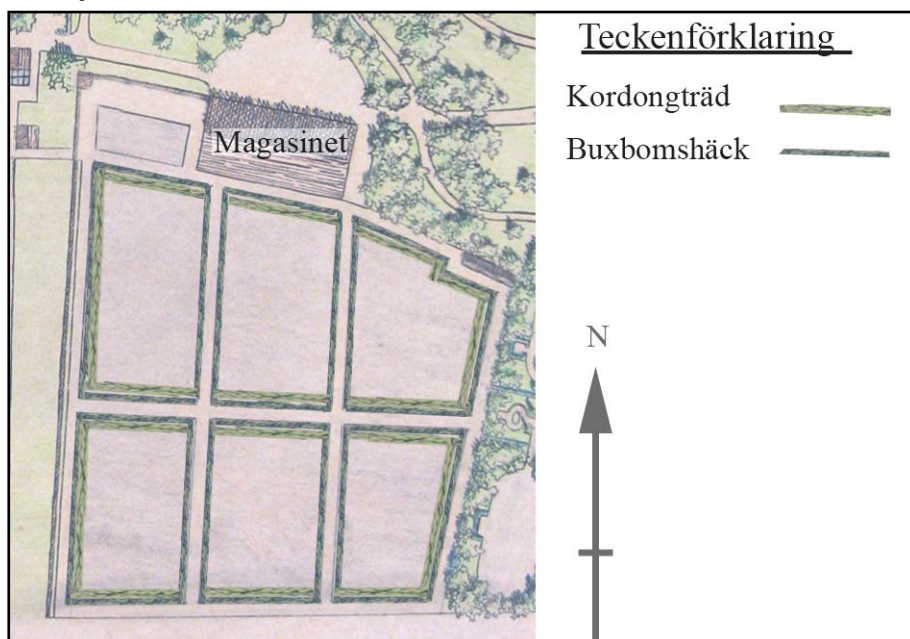 Teckenförklaring
Kordongträd
Buxbomshäck
Magasinet
N